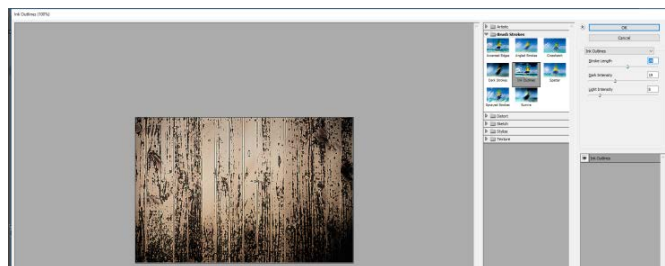 Ink Outlines (100%)
Artistic
Brush Strokes
Accented Edges
Angled Strokes
Crosshatch
Dark Strokes
Ink Outlines
Spatter
Sprayed Strokes
Sumi-e
Distort
Sketch
Stylize
Texture
OK
Cancel
Ink Outlines
Stroke Length
Dark Intensity
Light Intensity
Ink Outlines